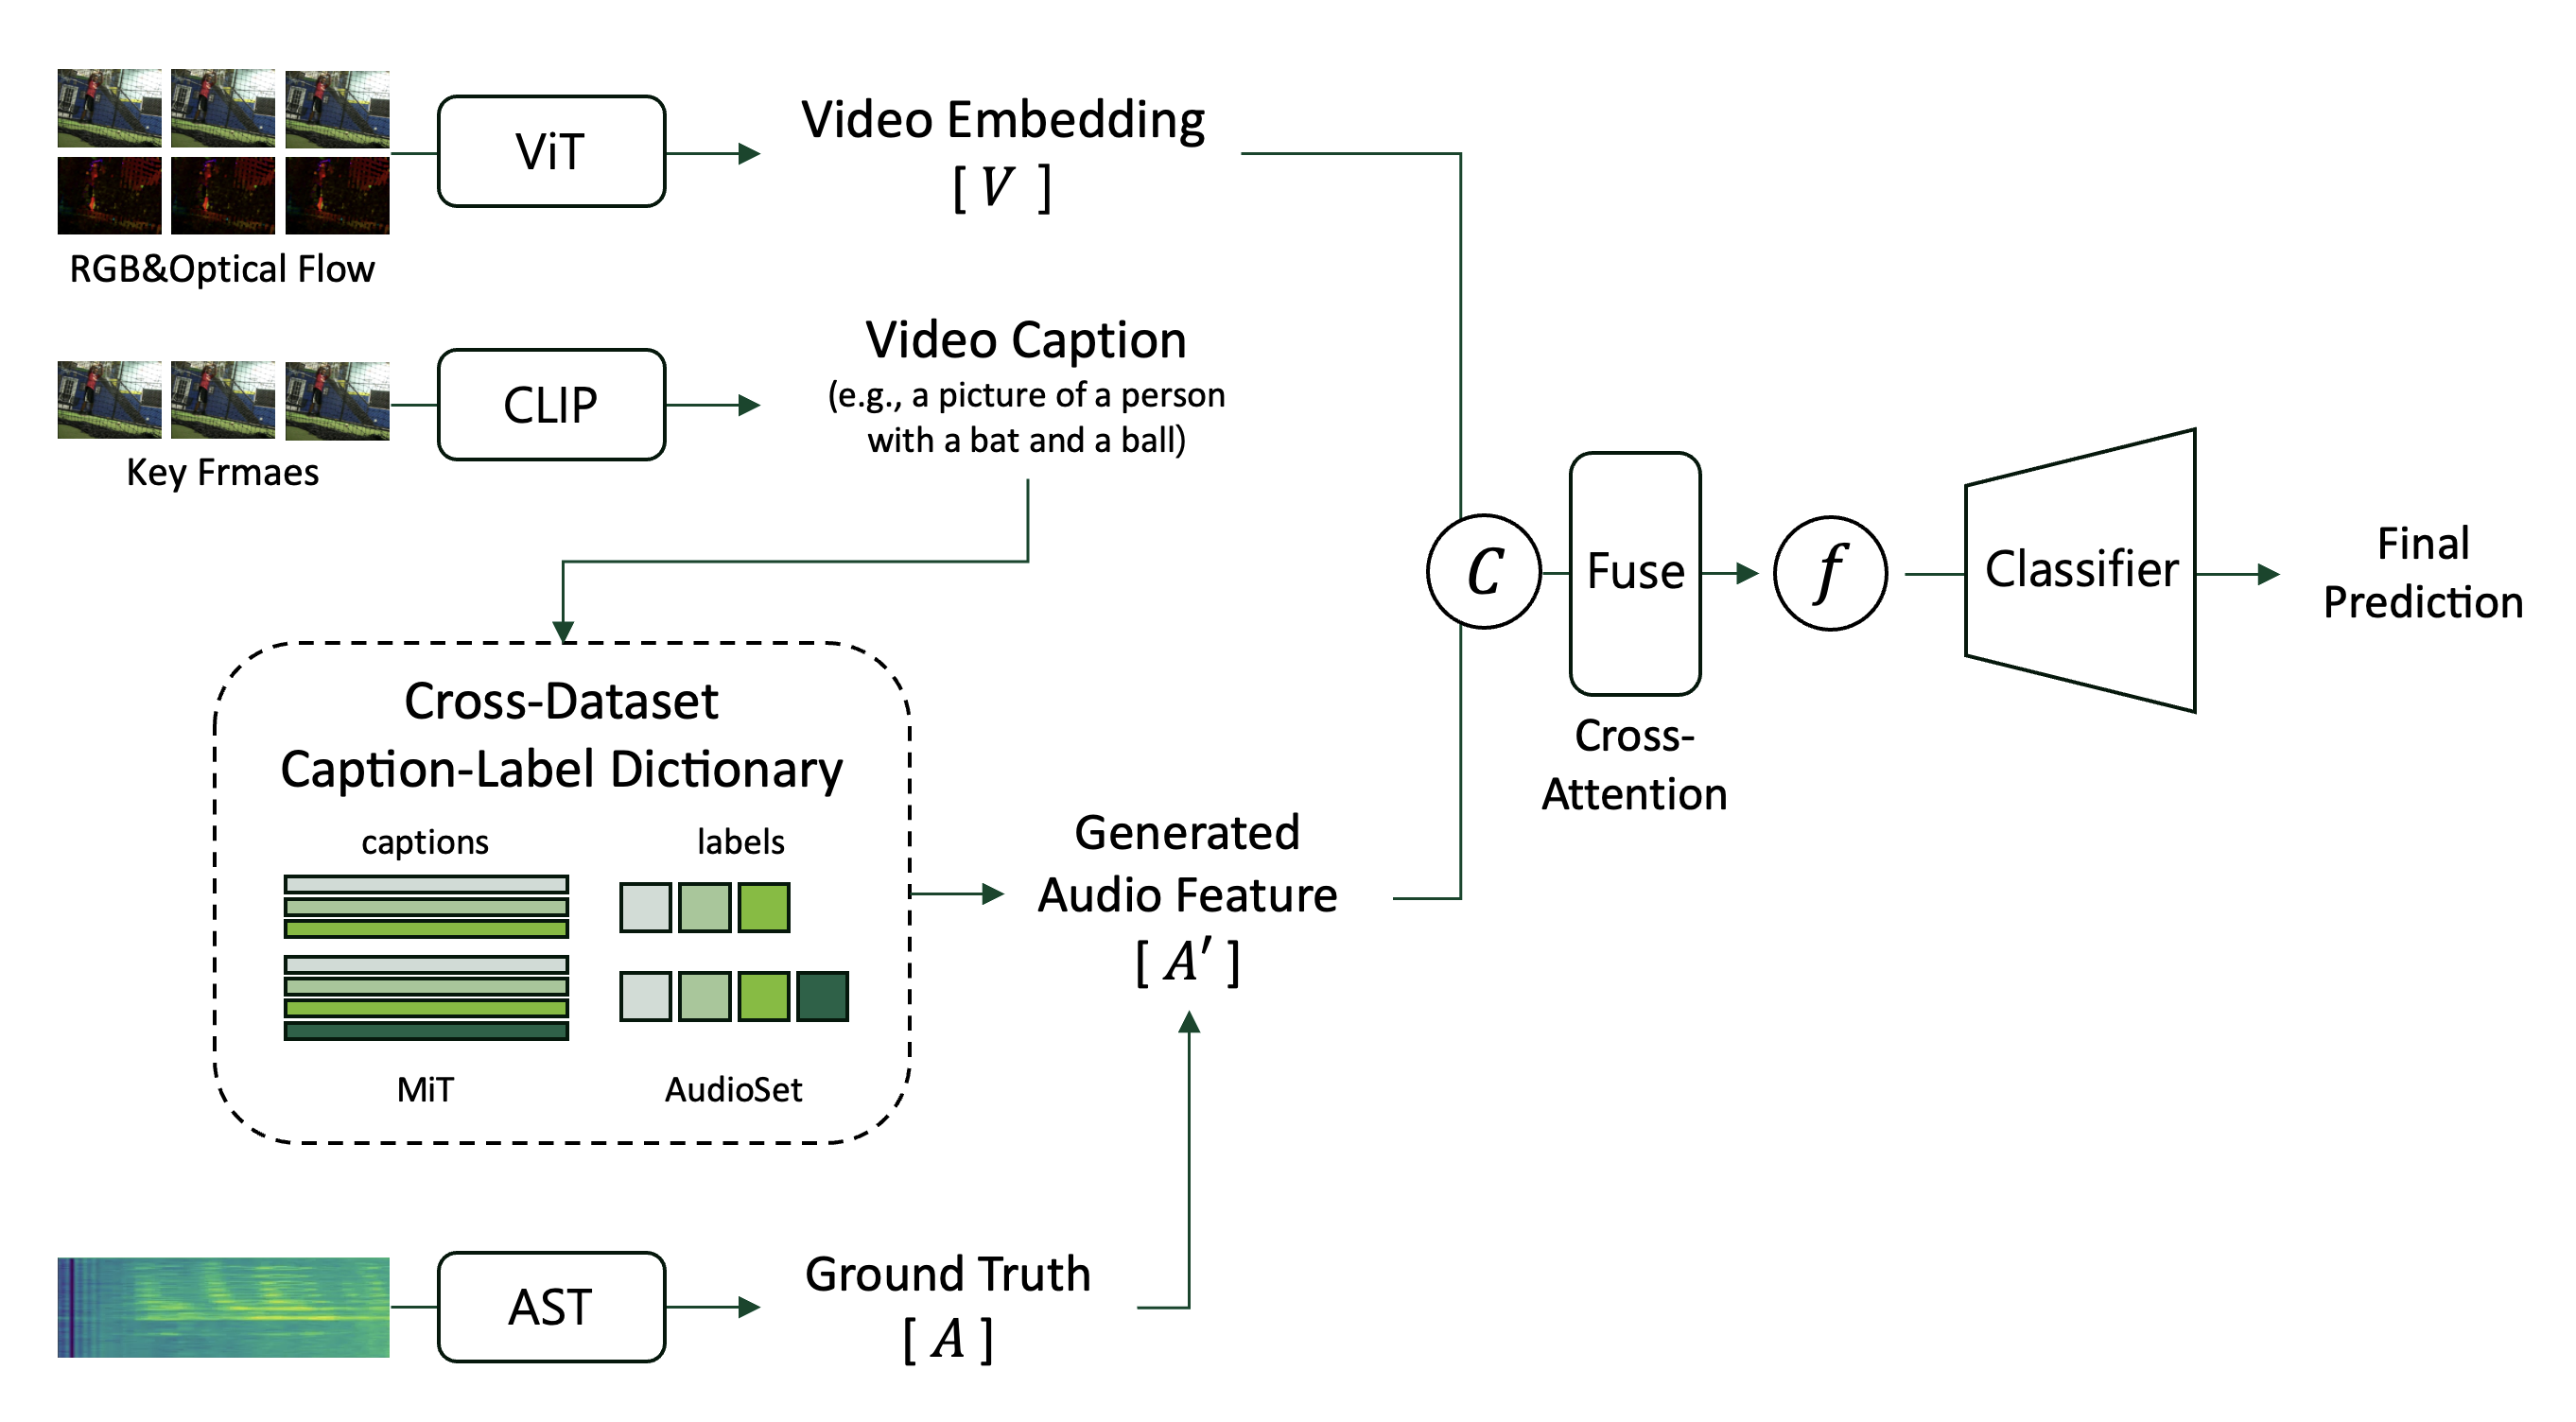 ViT
Video Embedding
[ V ]
RGB&Optical Flow
CLIP
Video Caption
(e.g., a picture of a person
with a bat and a ball)
Key Frmaes
C
Fuse
f
Classifier
Final
Prediction
Cross-
Attention
Cross-Dataset
Caption-Label Dictionary
captions
labels
MiT
AudioSet
Generated
Audio Feature
[ A′ ]
AST
Ground Truth
[ A ]